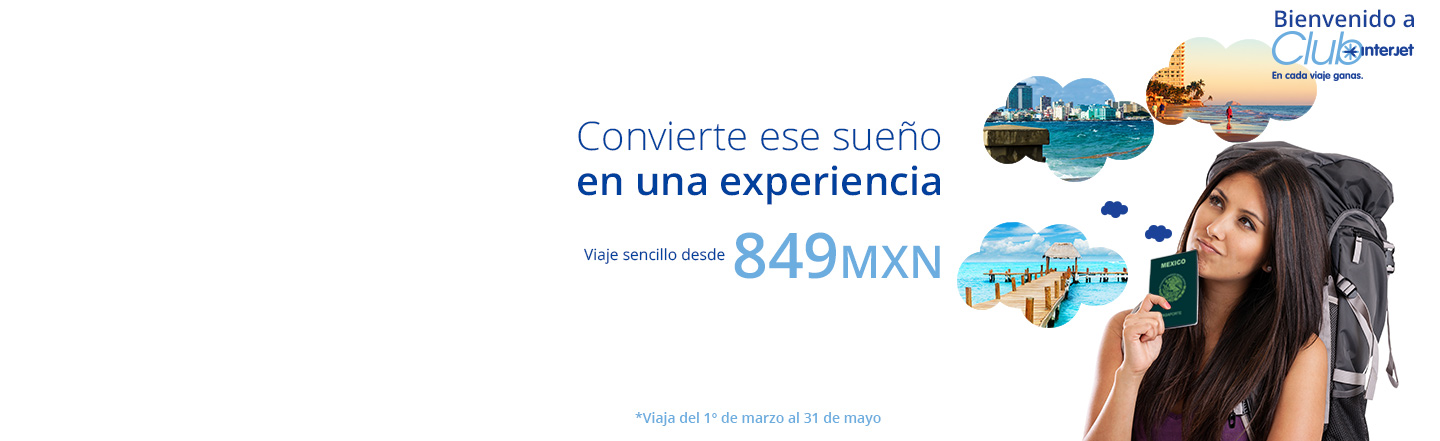 Bienvenido a
Club interjet
En cada viaje ganas.
Convierte ese sueño
en una experiencia
Viaje sencillo desde 849MXN
MEXICO
PASAPORTE
*Viaja del 1º de marzo al 31 de mayo